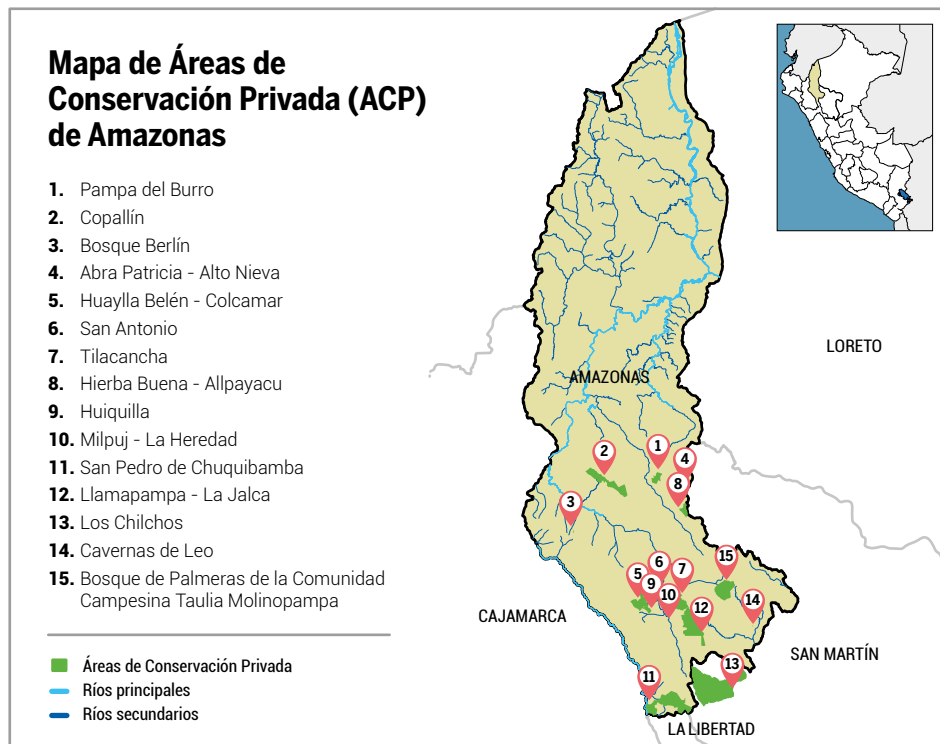 Mapa de Áreas de
Conservación Privada (ACP)
de Amazonas
1. Pampa del Burro
2. Copallín
3. Bosque Berlín
4. Abra Patricia - Alto Nieva
5. Huaylla Belén - Colcamar
6. San Antonio
7. Tilacancha
8. Hierba Buena - Allpayacu
9. Huiquilla
10. Milpuj - La Heredad
11. San Pedro de Chuquibamba
12. Llamapampa - La Jalca
13. Los Chilchos
14. Cavernas de Leo
15. Bosque de Palmeras de la Comunidad
Campesina Taulia Molinopampa
Áreas de Conservación Privada
Ríos principales
Ríos secundarios
LORETO
AMAZONAS
1
2
4
8
3
15
6
5
7
9
10
14
12
CAJAMARCA
SAN MARTÍN
13
11
LA LIBERTAD